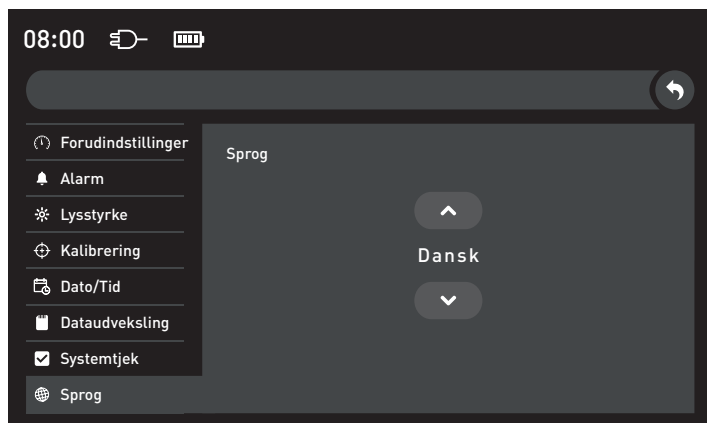 08:00
Forudindstillinger
Alarm
Lysstyrke
Kalibrering
Dato/Tid
Dataudveksling
Systemtjek
Sprog
Sprog
Dansk